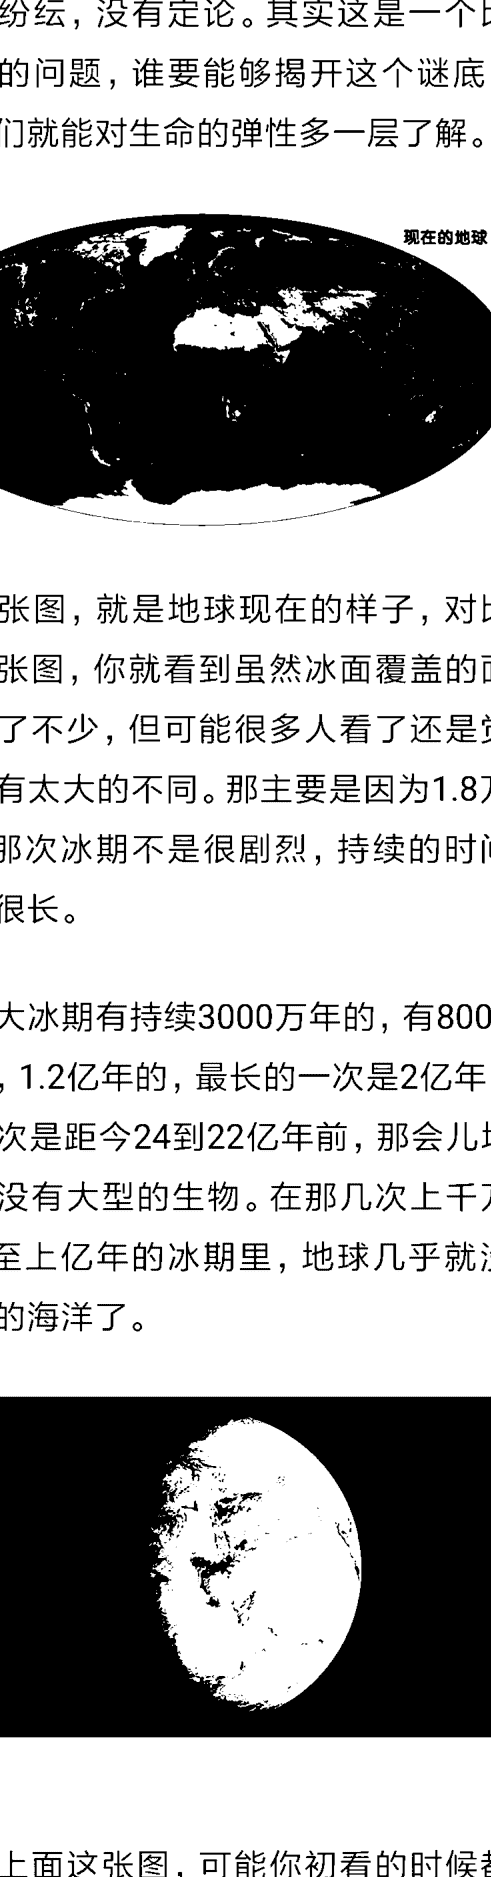 纷纭，没有定论。其实这是一个
的问题，谁要能够揭开这个谜底
们就能对生命的弹性多一层了解。
现在的地球
张图，就是地球现在的样子，对
张图，你就看到虽然冰面覆盖的
了不少，但可能很多人看了还是
有太大的不同。那主要是因为1.8
那次冰期不是很剧烈，持续的时
很长。
大冰期有持续3000万年的，有800
，1.2亿年的，最长的一次是2亿年
次是距今24到22亿年前，那会儿
没有大型的生物。在那几次上千
至上亿年的冰期里，地球几乎就
的海洋了。
上面这张图，可能你初看的时候